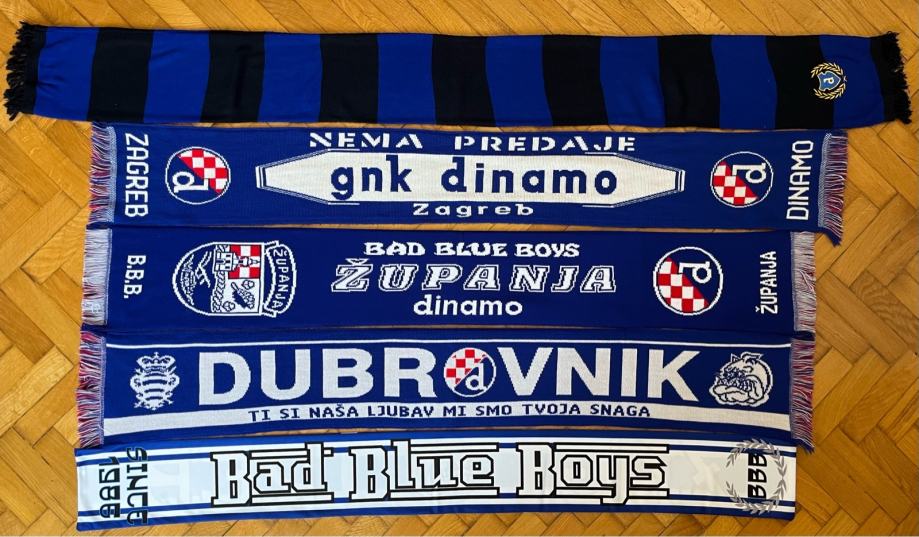 P
NEMA PREDAJE
ZAGREB
d
gnk dinamo
d
DINAMO
Zagreb
BAD BLUE BOYS
B.B.B.
ŽUPANJA
ŽUPANJA
d
ŽUPANJA
dinamo
DUBROVNIK
d
TI SI NAŠA LJUBAV MI SMO TVOJA SNAGA
SINCE
1986
Bad Blue Boys
BBB